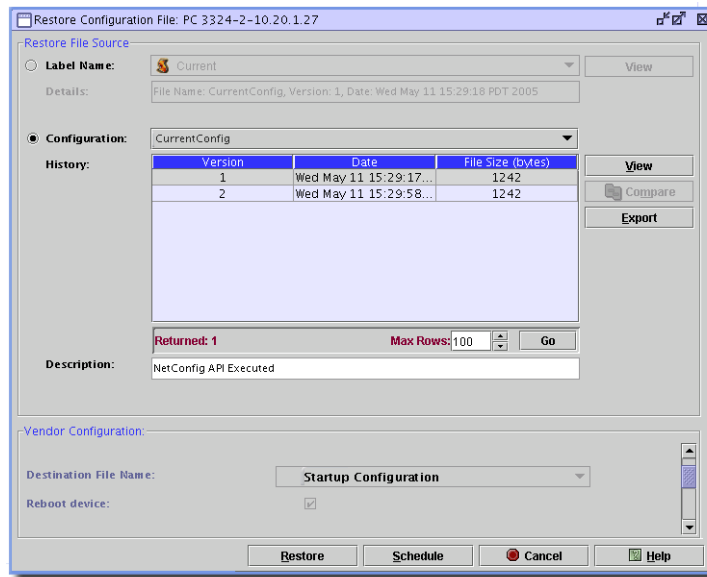 Restore Configuration File: PC 3324-2-10.20.1.27
Restore File Source
Label Name: Current View
Details: File Name: CurrentConfig, Version: 1, Date: Wed May 11 15:29:18 PDT 2005
Configuration: CurrentConfig
History: Version Date File Size (bytes) View
1 Wed May 11 15:29:17... 1242
2 Wed May 11 15:29:58... 1242
Compare
Export
Returned: 1 Max Rows: 100 Go
Description: NetConfig API Executed
Vendor Configuration:
Destination File Name: Startup Configuration
Reboot device:
Restore Schedule Cancel Help